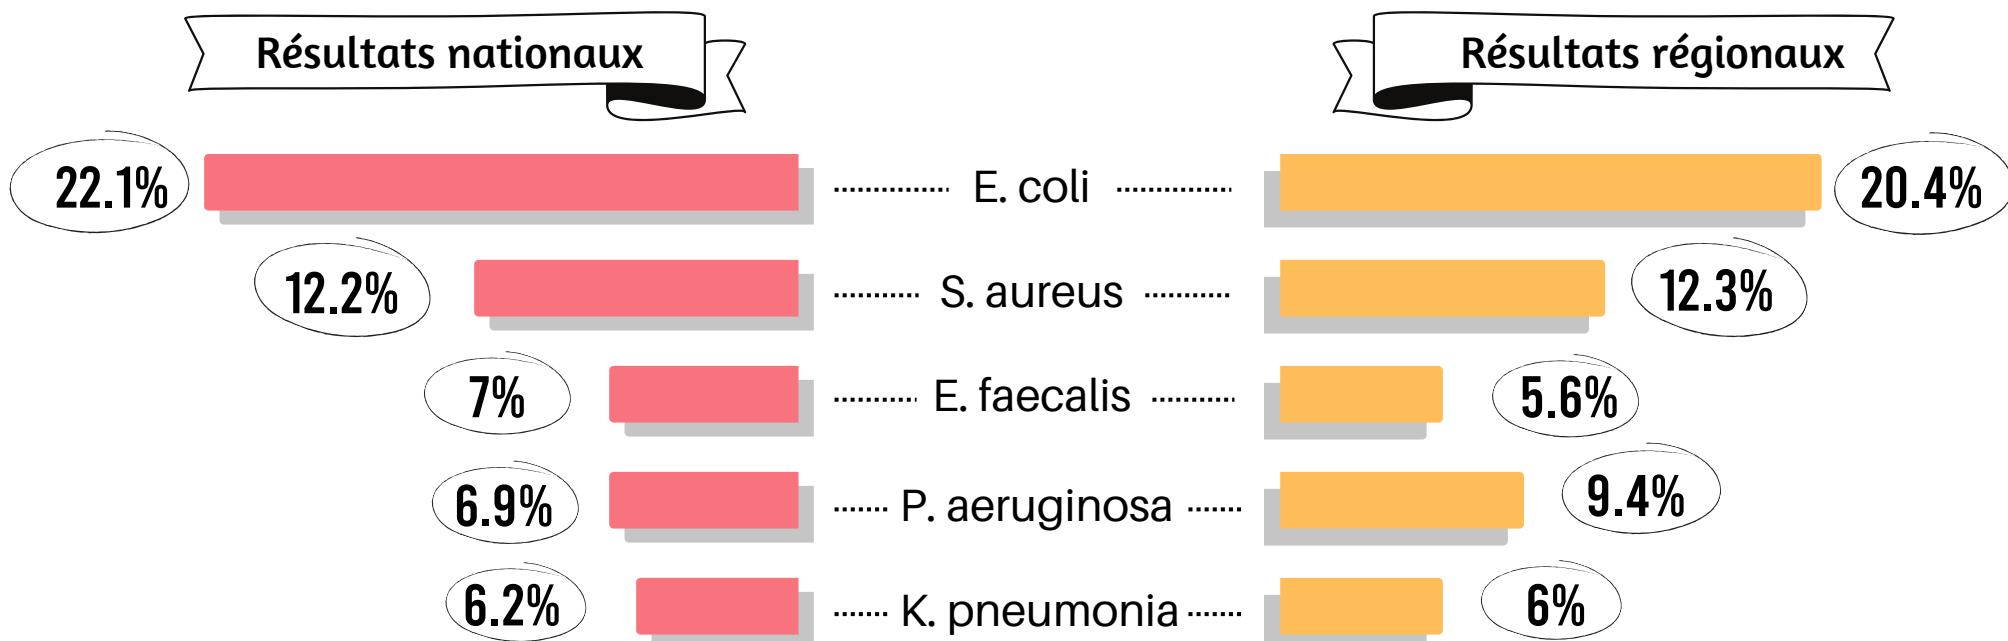 Résultats nationaux
Résultats régionaux
22.1% E. coli 20.4%
12.2% S. aureus 12.3%
7% E. faecalis 5.6%
6.9% P. aeruginosa 9.4%
6.2% K. pneumonia 6%